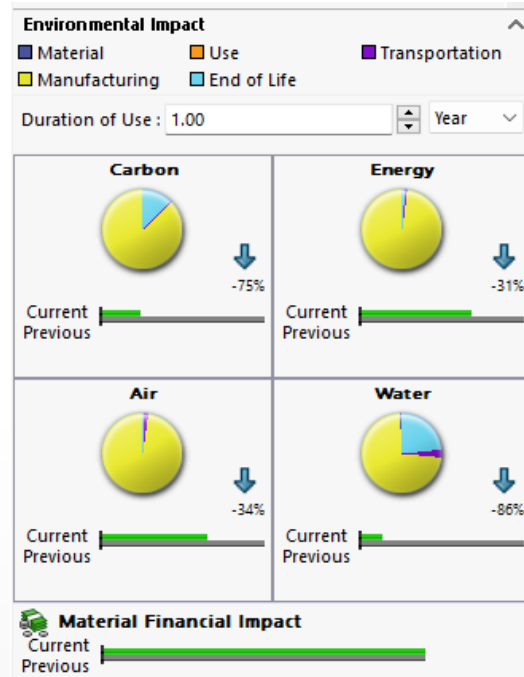 Environmental Impact
Material Use Transportation
Manufacturing End of Life
Duration of Use : 1.00 Year
Carbon Energy
-75% -31%
Current Current
Previous Previous
Air Water
-34% -86%
Current Current
Previous Previous
Material Financial Impact
Current
Previous